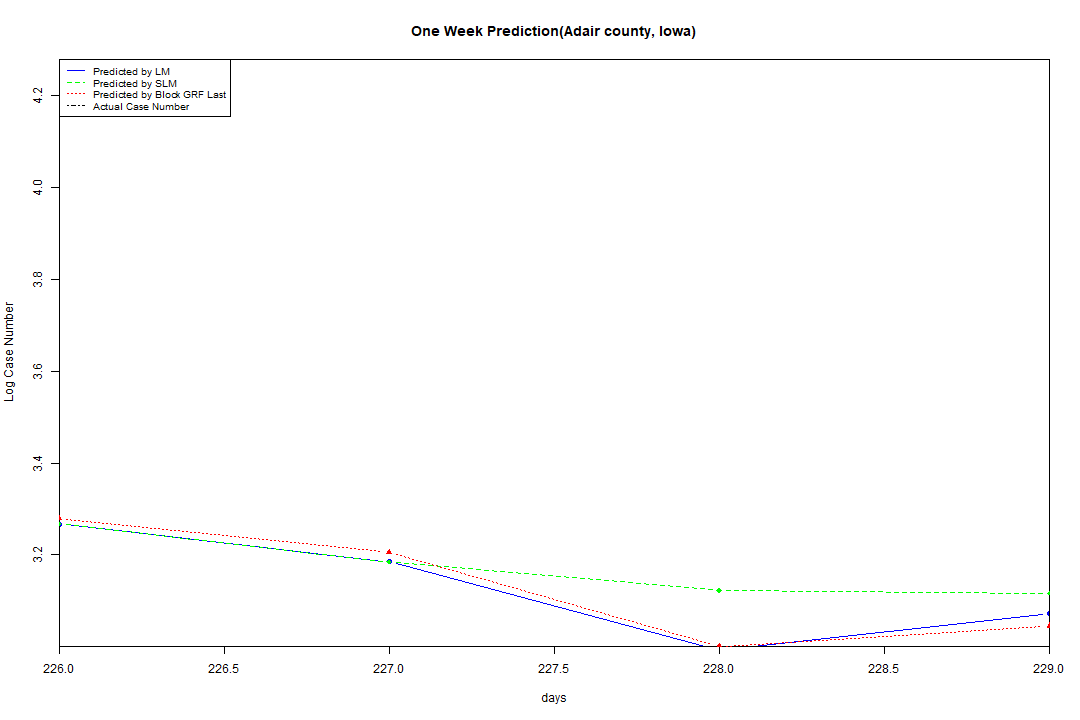 One Week Prediction(Adair county, Iowa)
Predicted by LM
Predicted by SLM
Predicted by Block GRF Last
Actual Case Number
4.2
4.0
3.8
3.6
3.4
3.2
Log Case Number
226.0 226.5 227.0 227.5 228.0 228.5 229.0
days